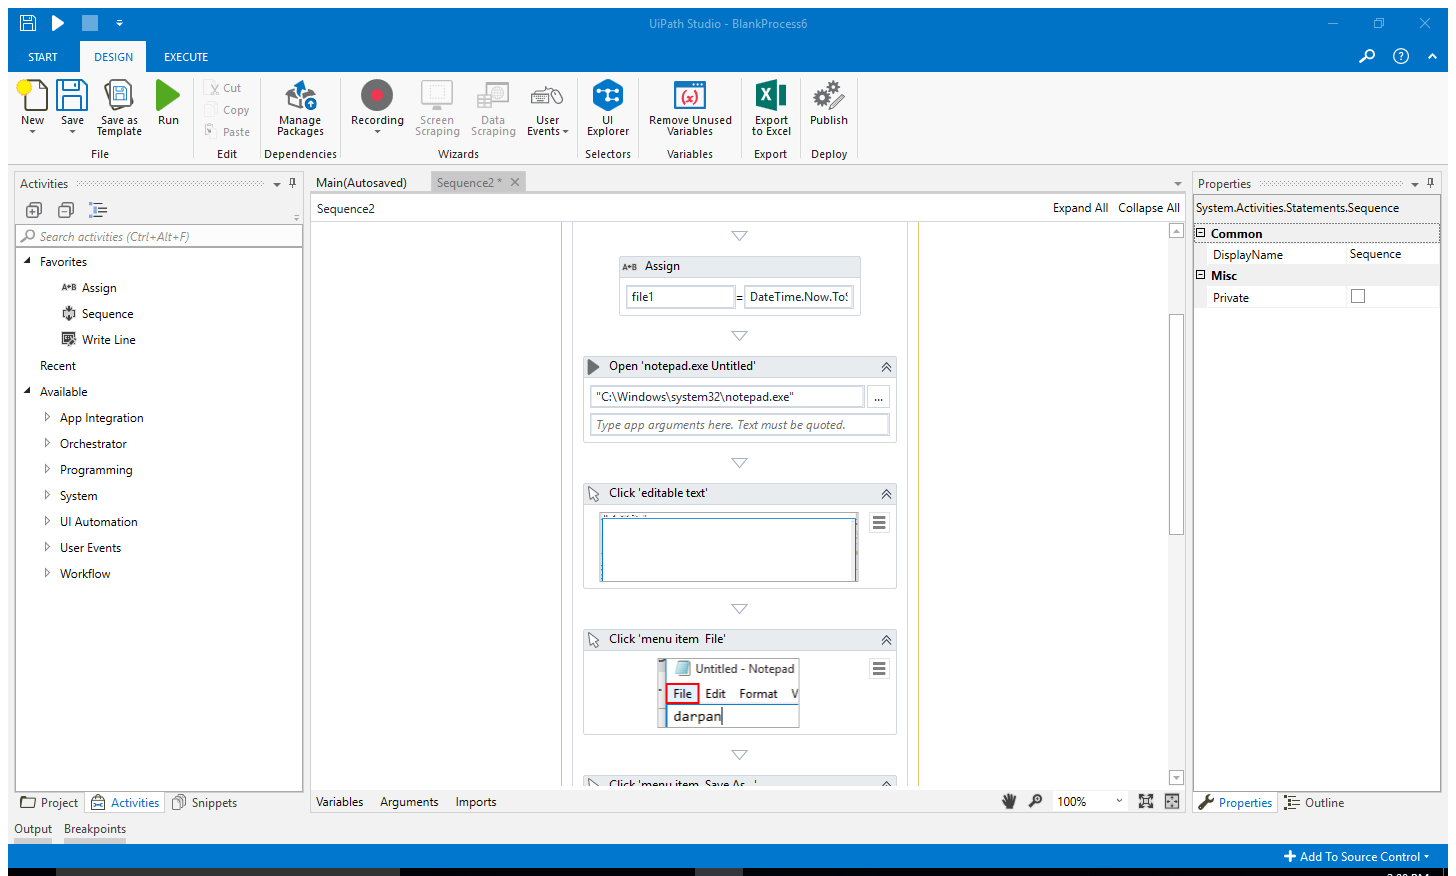 UiPath Studio - BlankProcess6
START DESIGN EXECUTE
New Save Save as Template Run
Cut
Copy
Paste
Manage Packages
Recording Screen Scraping Data Scraping User Events
UI Explorer
Remove Unused Variables
Export to Excel
Publish
File Edit Dependencies Wizards Selectors Variables Export Deploy
Activities
Search activities (Ctrl+Alt+F)
Favorites
A+B Assign
Sequence
Write Line
Recent
Available
App Integration
Orchestrator
Programming
System
UI Automation
User Events
Workflow
Project Activities Snippets
Output Breakpoints
Main(Autosaved) Sequence2 *
Sequence2 Expand All Collapse All
A+B Assign
file1 = DateTime.Now.ToS
Open 'notepad.exe Untitled'
"C:\Windows\system32\notepad.exe" ...
Type app arguments here. Text must be quoted.
Click 'editable text'
Click 'menu item File'
Untitled - Notepad
File Edit Format V
darpan
Click 'menu item Save As...'
Variables Arguments Imports 100%
Properties
System.Activities.Statements.Sequence
Common
DisplayName Sequence
Misc
Private
Properties Outline
Add To Source Control